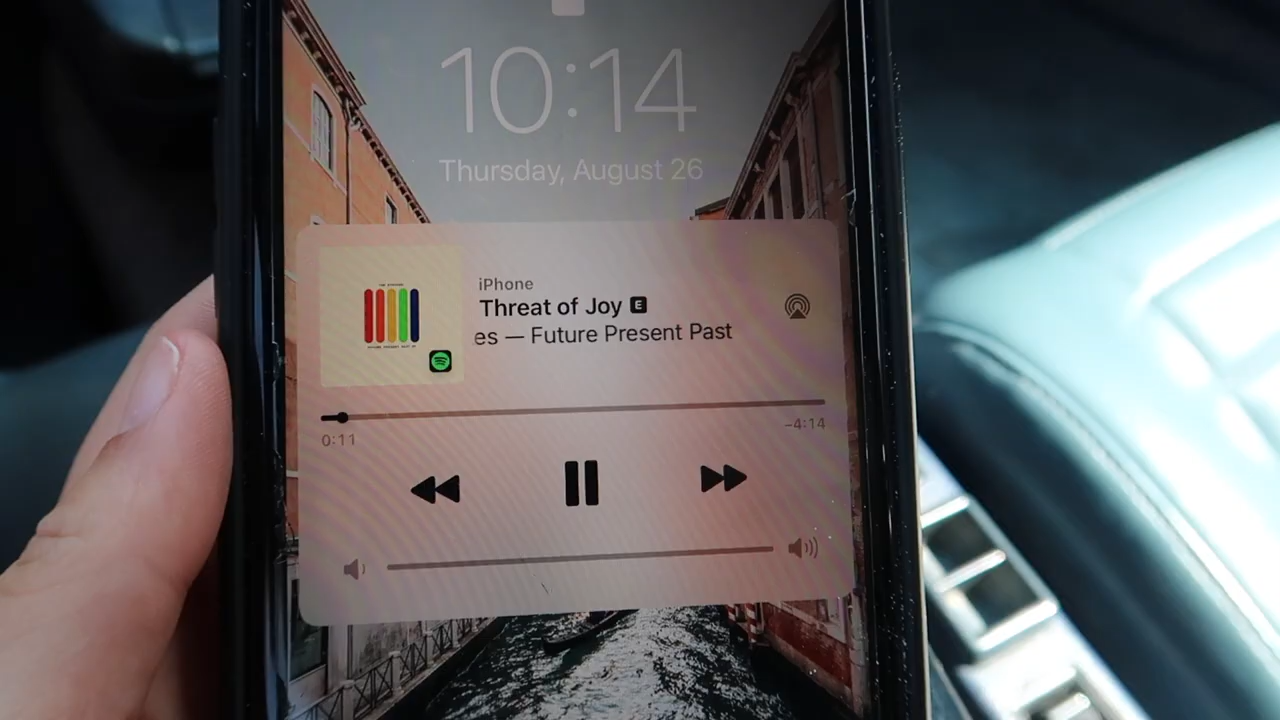 10:14
Thursday, August 26
iPhone
Threat of Joy E
es — Future Present Past
0:11
-4:14